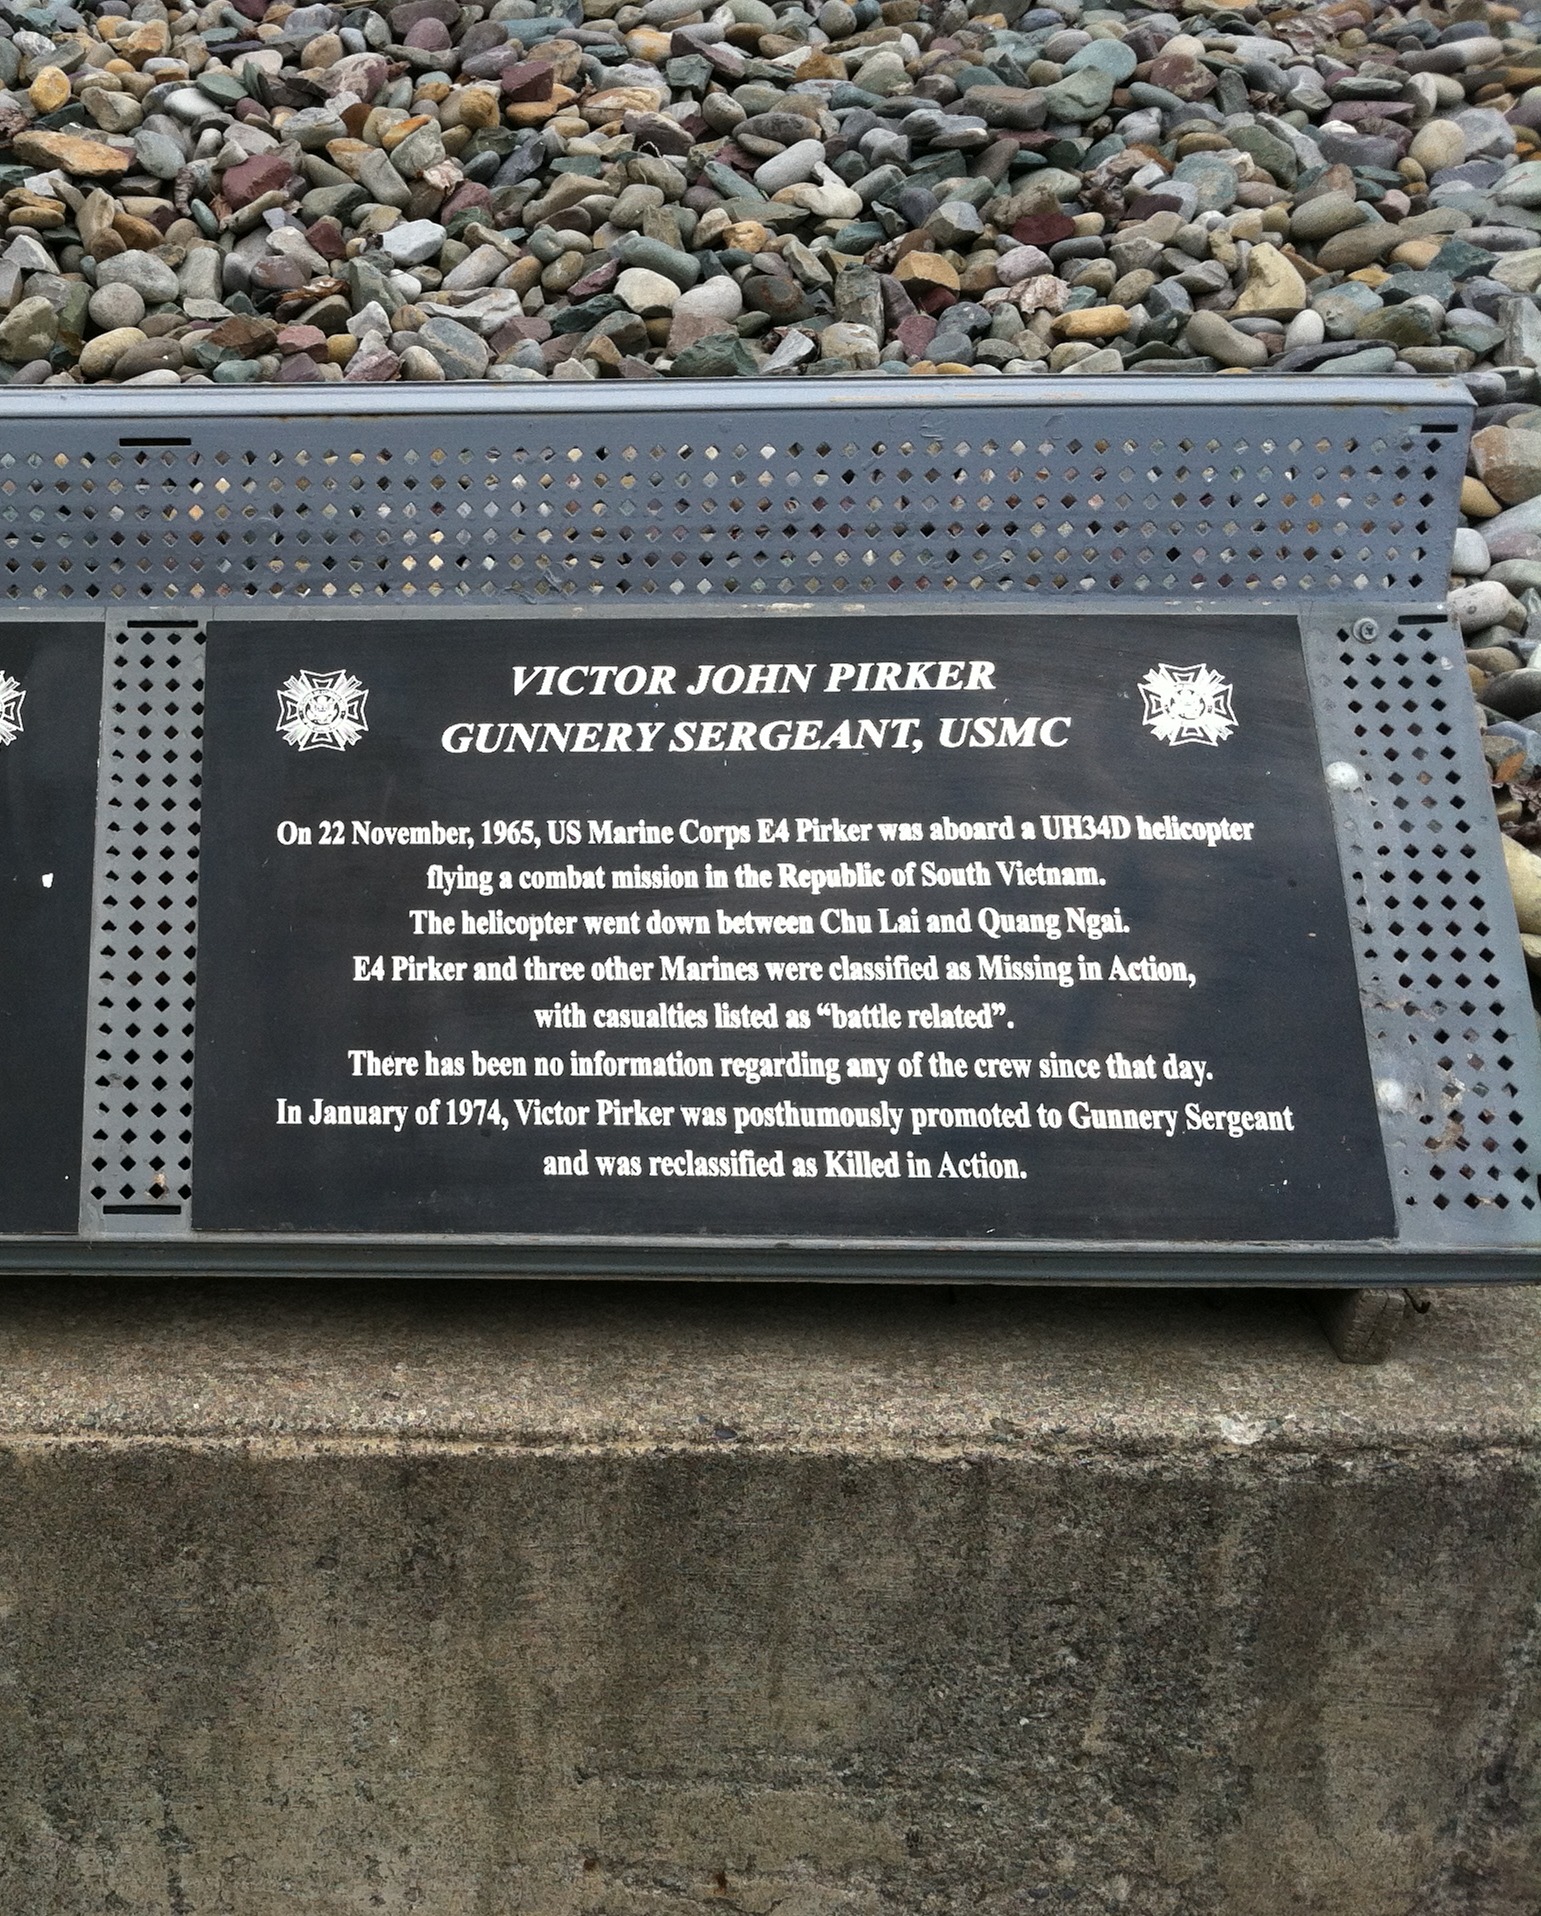 VICTOR JOHN PIRKER
GUNNERY SERGEANT, USMC
On 22 November, 1965, US Marine Corps E4 Pirker was aboard a UH34D helicopter
flying a combat mission in the Republic of South Vietnam.
The helicopter went down between Chu Lai and Quang Ngai.
E4 Pirker and three other Marines were classified as Missing in Action,
with casualties listed as “battle related”.
There has been no information regarding any of the crew since that day.
In January of 1974, Victor Pirker was posthumously promoted to Gunnery Sergeant
and was reclassified as Killed in Action.